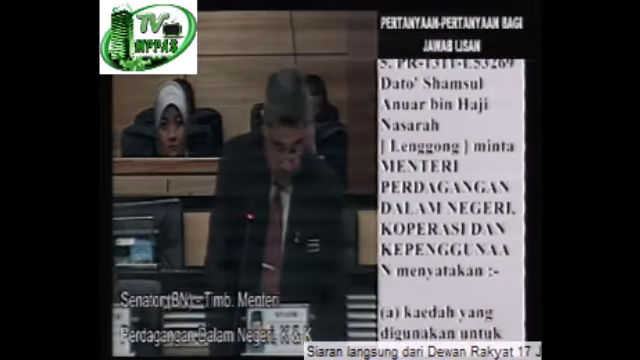 TV
MPPAS
PERTANYAAN-PERTANYAAN BAGI
JAWAB LISAN
5. PR-1311-L53269
Dato' Shamsul
Anuar bin Haji
Nasarah
[ Lenggong ] minta
MENTERI
PERDAGANGAN
DALAM NEGERI,
KOPERASI DAN
KEPENGGUNAA
N menyatakan :-
(a) kaedah yang
digunakan untuk
Senator (BN) - Timb. Menteri
Perdagangan Dalam Negeri, K & K
Siaran langsung dari Dewan Rakyat 17 J